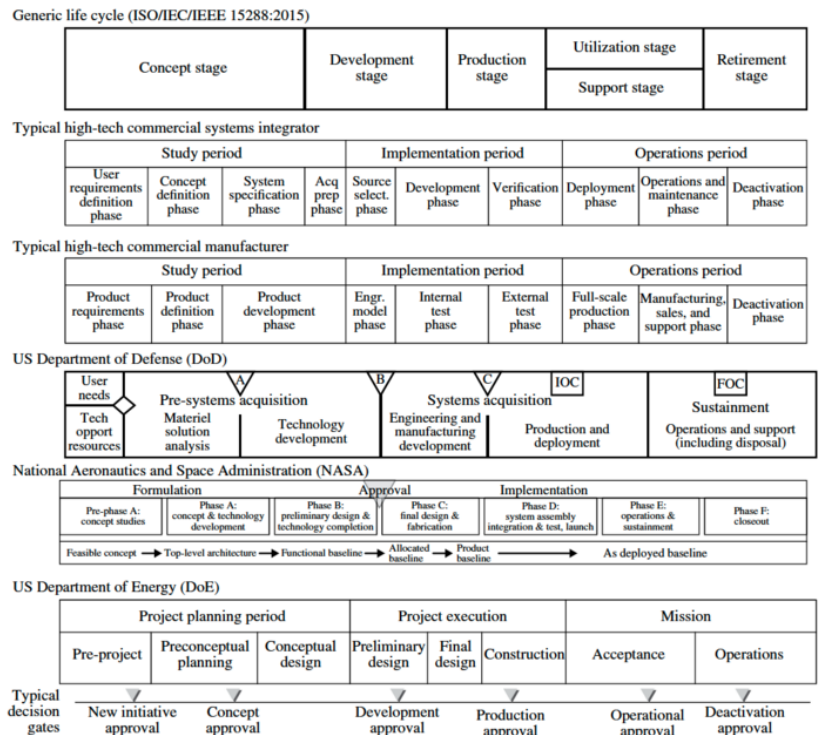 Generic life cycle (ISO/IEC/IEEE 15288:2015)
Concept stage
Development
stage
Production
stage
Utilization stage
Support stage
Retirement
stage
Typical high-tech commercial systems integrator
Study period
Implementation period
Operations period
User
requirements
definition
phase
Concept
definition
phase
System
specification
phase
Acq
prep
phase
Source
select.
phase
Development
phase
Verification
phase
Deployment
phase
Operations and
maintenance
phase
Deactivation
phase
Typical high-tech commercial manufacturer
Study period
Implementation period
Operations period
Product
requirements
phase
Product
definition
phase
Product
development
phase
Engr.
model
phase
Internal
test
phase
External
test
phase
Full-scale
production
phase
Manufacturing,
sales, and
support phase
Deactivation
phase
US Department of Defense (DoD)
User
needs
Tech
opport
resources
A
B
C
IOC
FOC
Pre-systems acquisition
Systems acquisition
Sustainment
Materiel
solution
analysis
Technology
development
Engineering and
manufacturing
development
Production and
deployment
Operations and support
(including disposal)
National Aeronautics and Space Administration (NASA)
Formulation
Approval
Implementation
Pre-phase A:
concept studies
Phase A:
concept & technology
development
Phase B:
preliminary design &
technology completion
Phase C:
final design &
fabrication
Phase D:
system assembly
integration & test, launch
Phase E:
operations &
sustainment
Phase F:
closeout
Feasible concept
Top-level architecture
Functional baseline
Allocated
baseline
Product
baseline
As deployed baseline
US Department of Energy (DoE)
Project planning period
Project execution
Mission
Pre-project
Preconceptual
planning
Conceptual
design
Preliminary
design
Final
design
Construction
Acceptance
Operations
Typical
decision
gates
New initiative
approval
Concept
approval
Development
approval
Production
approval
Operational
approval
Deactivation
approval